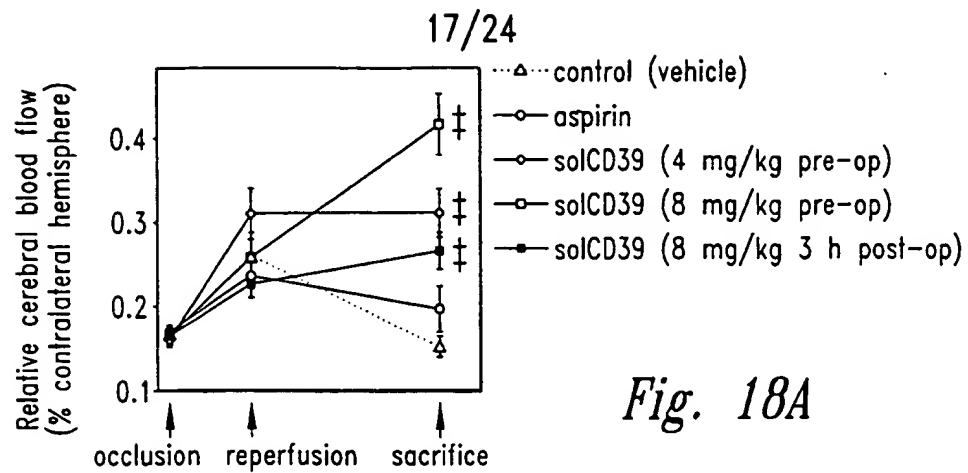 17/24
Relative cerebral blood flow
(% contralateral hemisphere)
0.4
0.3
0.2
0.1
‡
‡
‡
occlusion reperfusion sacrifice
control (vehicle)
aspirin
solCD39 (4 mg/kg pre-op)
solCD39 (8 mg/kg pre-op)
solCD39 (8 mg/kg 3 h post-op)
Fig. 18A